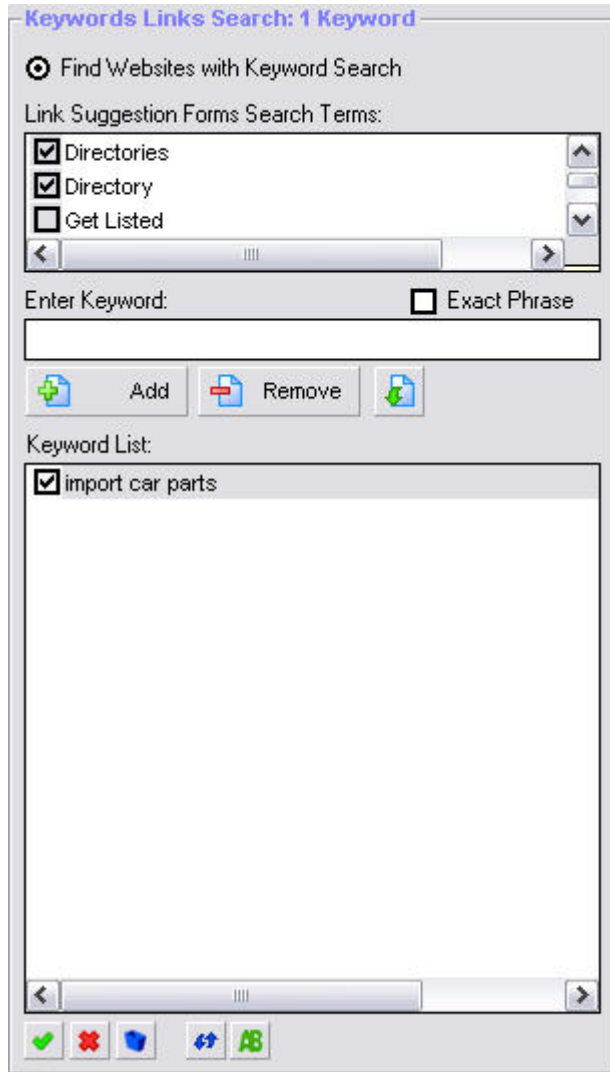 Keywords Links Search: 1 Keyword
Find Websites with Keyword Search
Link Suggestion Forms Search Terms:
Directories
Directory
Get Listed
Enter Keyword: Exact Phrase
Add Remove
Keyword List:
import car parts
AB